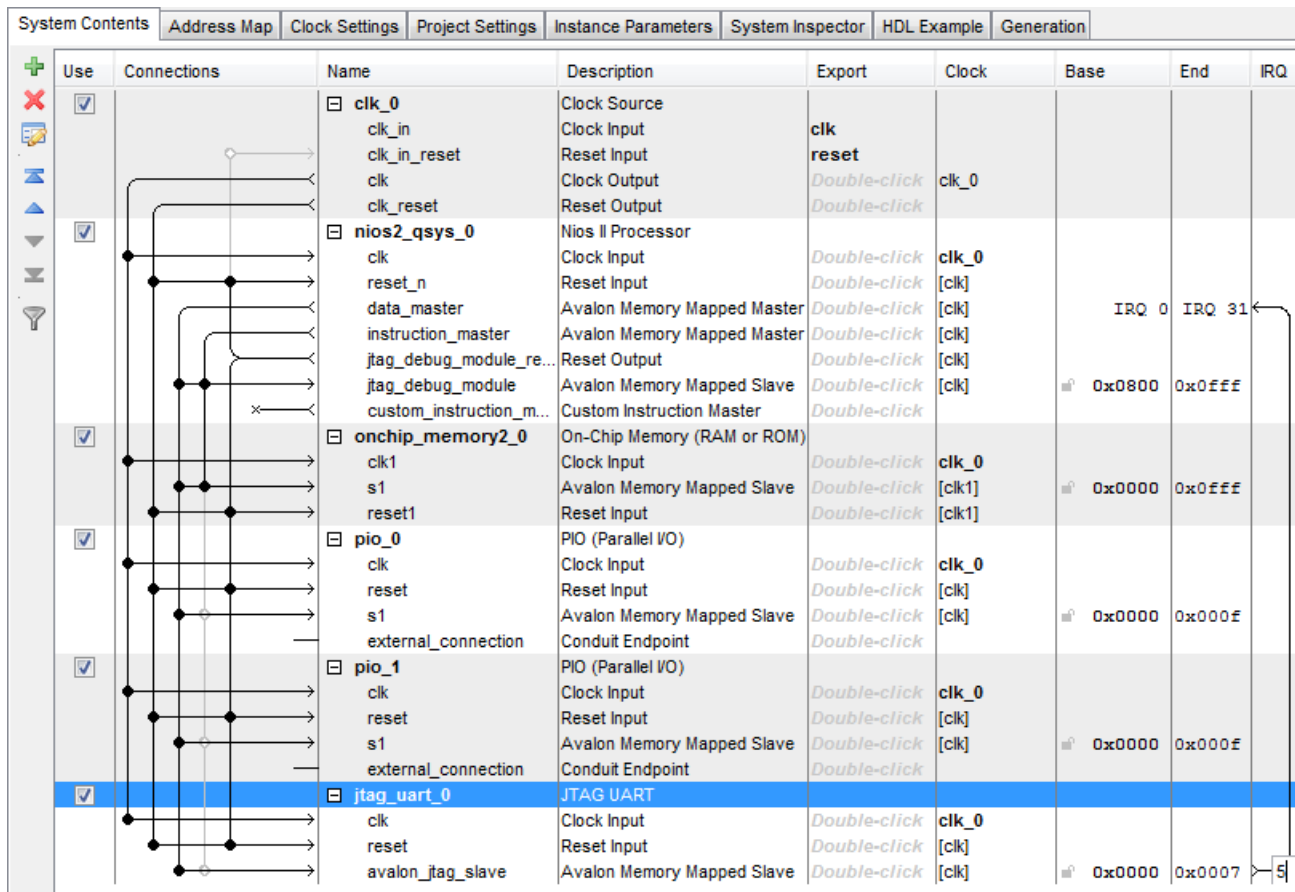 System Contents Address Map Clock Settings Project Settings Instance Parameters System Inspector HDL Example Generation
Use Connections Name Description Export Clock Base End IRQ
clk_0 Clock Source
clk_in Clock Input clk
clk_in_reset Reset Input reset
clk Clock Output Double-click clk_0
clk_reset Reset Output Double-click
nios2_qsys_0 Nios II Processor
clk Clock Input Double-click clk_0
reset_n Reset Input Double-click [clk]
data_master Avalon Memory Mapped Master Double-click [clk] IRQ 0 IRQ 31
instruction_master Avalon Memory Mapped Master Double-click [clk]
jtag_debug_module_re... Reset Output Double-click [clk]
jtag_debug_module Avalon Memory Mapped Slave Double-click [clk] 0x0800 0x0fff
custom_instruction_m... Custom Instruction Master Double-click
onchip_memory2_0 On-Chip Memory (RAM or ROM)
clk1 Clock Input Double-click clk_0
s1 Avalon Memory Mapped Slave Double-click [clk1] 0x0000 0x0fff
reset1 Reset Input Double-click [clk1]
pio_0 PIO (Parallel I/O)
clk Clock Input Double-click clk_0
reset Reset Input Double-click [clk]
s1 Avalon Memory Mapped Slave Double-click [clk] 0x0000 0x000f
external_connection Conduit Endpoint Double-click
pio_1 PIO (Parallel I/O)
clk Clock Input Double-click clk_0
reset Reset Input Double-click [clk]
s1 Avalon Memory Mapped Slave Double-click [clk] 0x0000 0x000f
external_connection Conduit Endpoint Double-click
jtag_uart_0 JTAG UART
clk Clock Input Double-click clk_0
reset Reset Input Double-click [clk]
avalon_jtag_slave Avalon Memory Mapped Slave Double-click [clk] 0x0000 0x0007 5